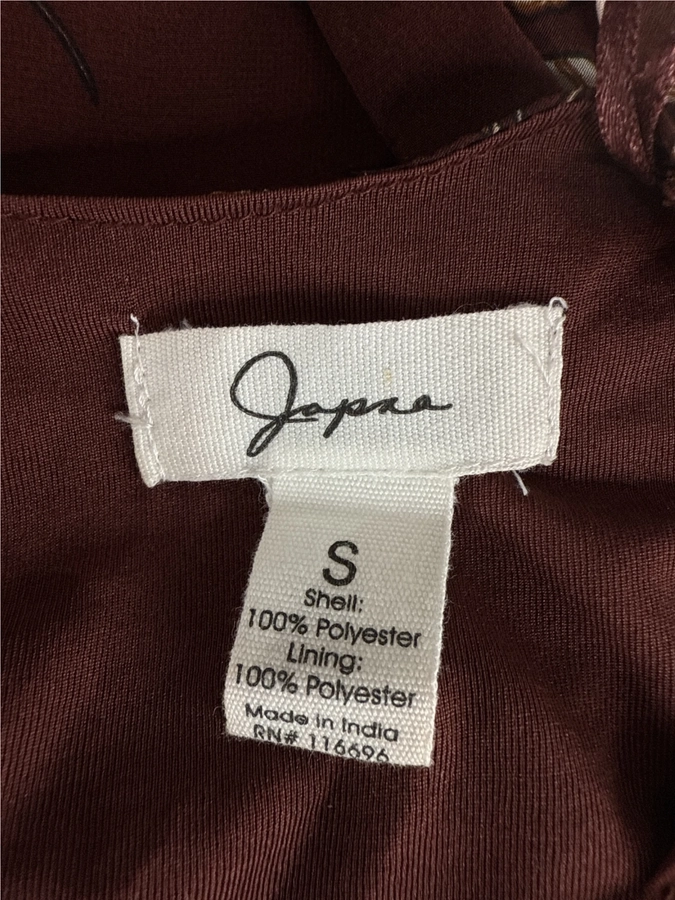 Japna
S
Shell:
100% Polyester
Lining:
100% Polyester
Made in India
RN# 116696